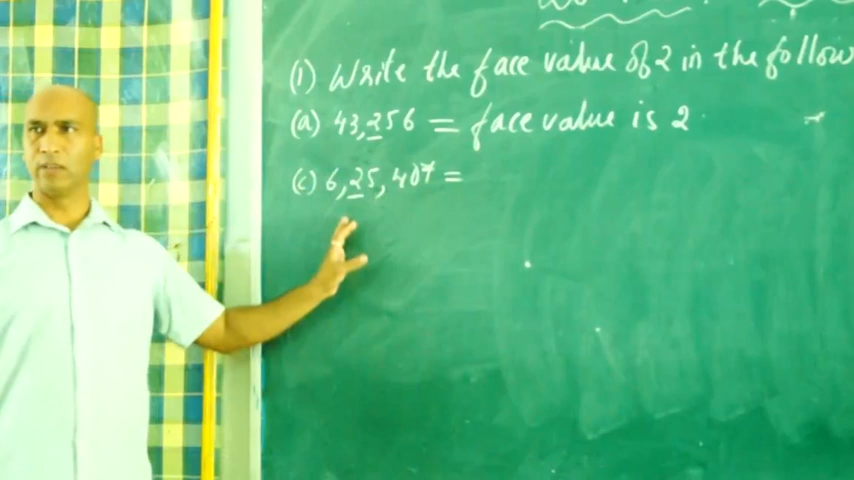 (1) Write the face value of 2 in the follow
(a) 43,256 = face value is 2.
(c) 6,25,407 =